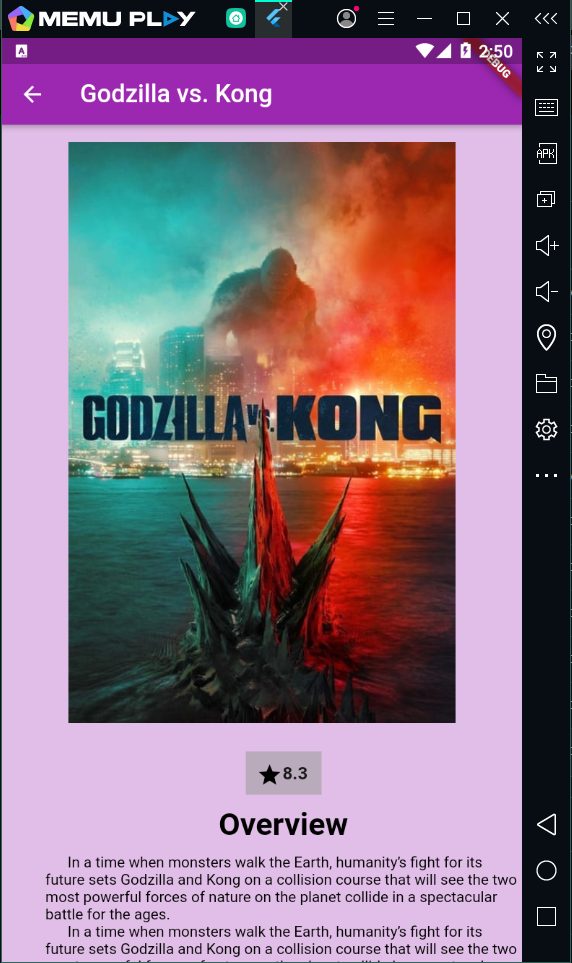 MEMU PLAY
2:50
DEBUG
Godzilla vs. Kong
GODZILLA vs. KONG
8.3
Overview
In a time when monsters walk the Earth, humanity's fight for its
future sets Godzilla and Kong on a collision course that will see the two
most powerful forces of nature on the planet collide in a spectacular
battle for the ages.
In a time when monsters walk the Earth, humanity's fight for its
future sets Godzilla and Kong on a collision course that will see the two
APK
A